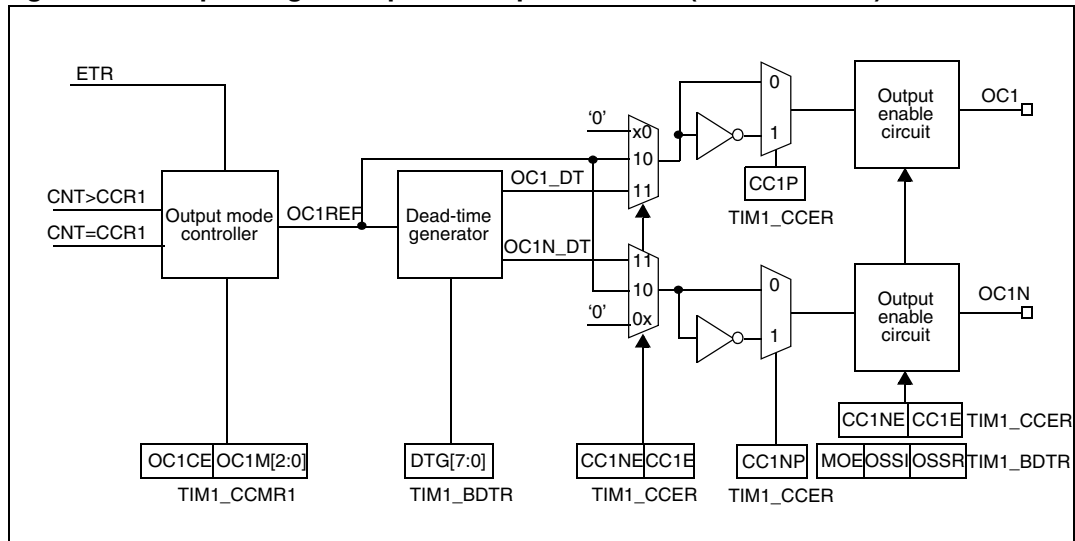 ETR
CNT>CCR1
CNT=CCR1
Output mode
controller
OC1REF
Dead-time
generator
OC1_DT
OC1N_DT
‘0’
x0
10
11
11
10
‘0’
0x
0
1
CC1P
TIM1_CCER
0
1
Output
enable
circuit
OC1
Output
enable
circuit
OC1N
CC1NE CC1E TIM1_CCER
OC1CE OC1M[2:0]
TIM1_CCMR1
DTG[7:0]
TIM1_BDTR
CC1NE CC1E
TIM1_CCER
CC1NP
TIM1_CCER
MOE OSSI OSSR TIM1_BDTR